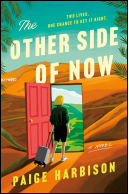 TWO LIVES.
ONE CHANCE TO GET IT RIGHT.
The
OTHER SIDE
OF NOW
A NOVEL
PAIGE HARBISON